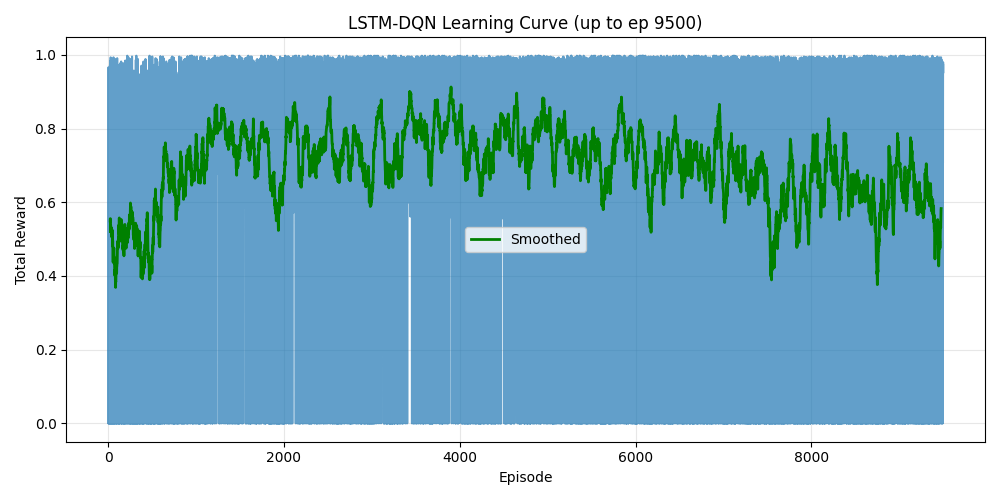 LSTM-DQN Learning Curve (up to ep 9500)
1.0
0.8
0.6
0.4
0.2
0.0
Total Reward
Smoothed
0 2000 4000 6000 8000
Episode